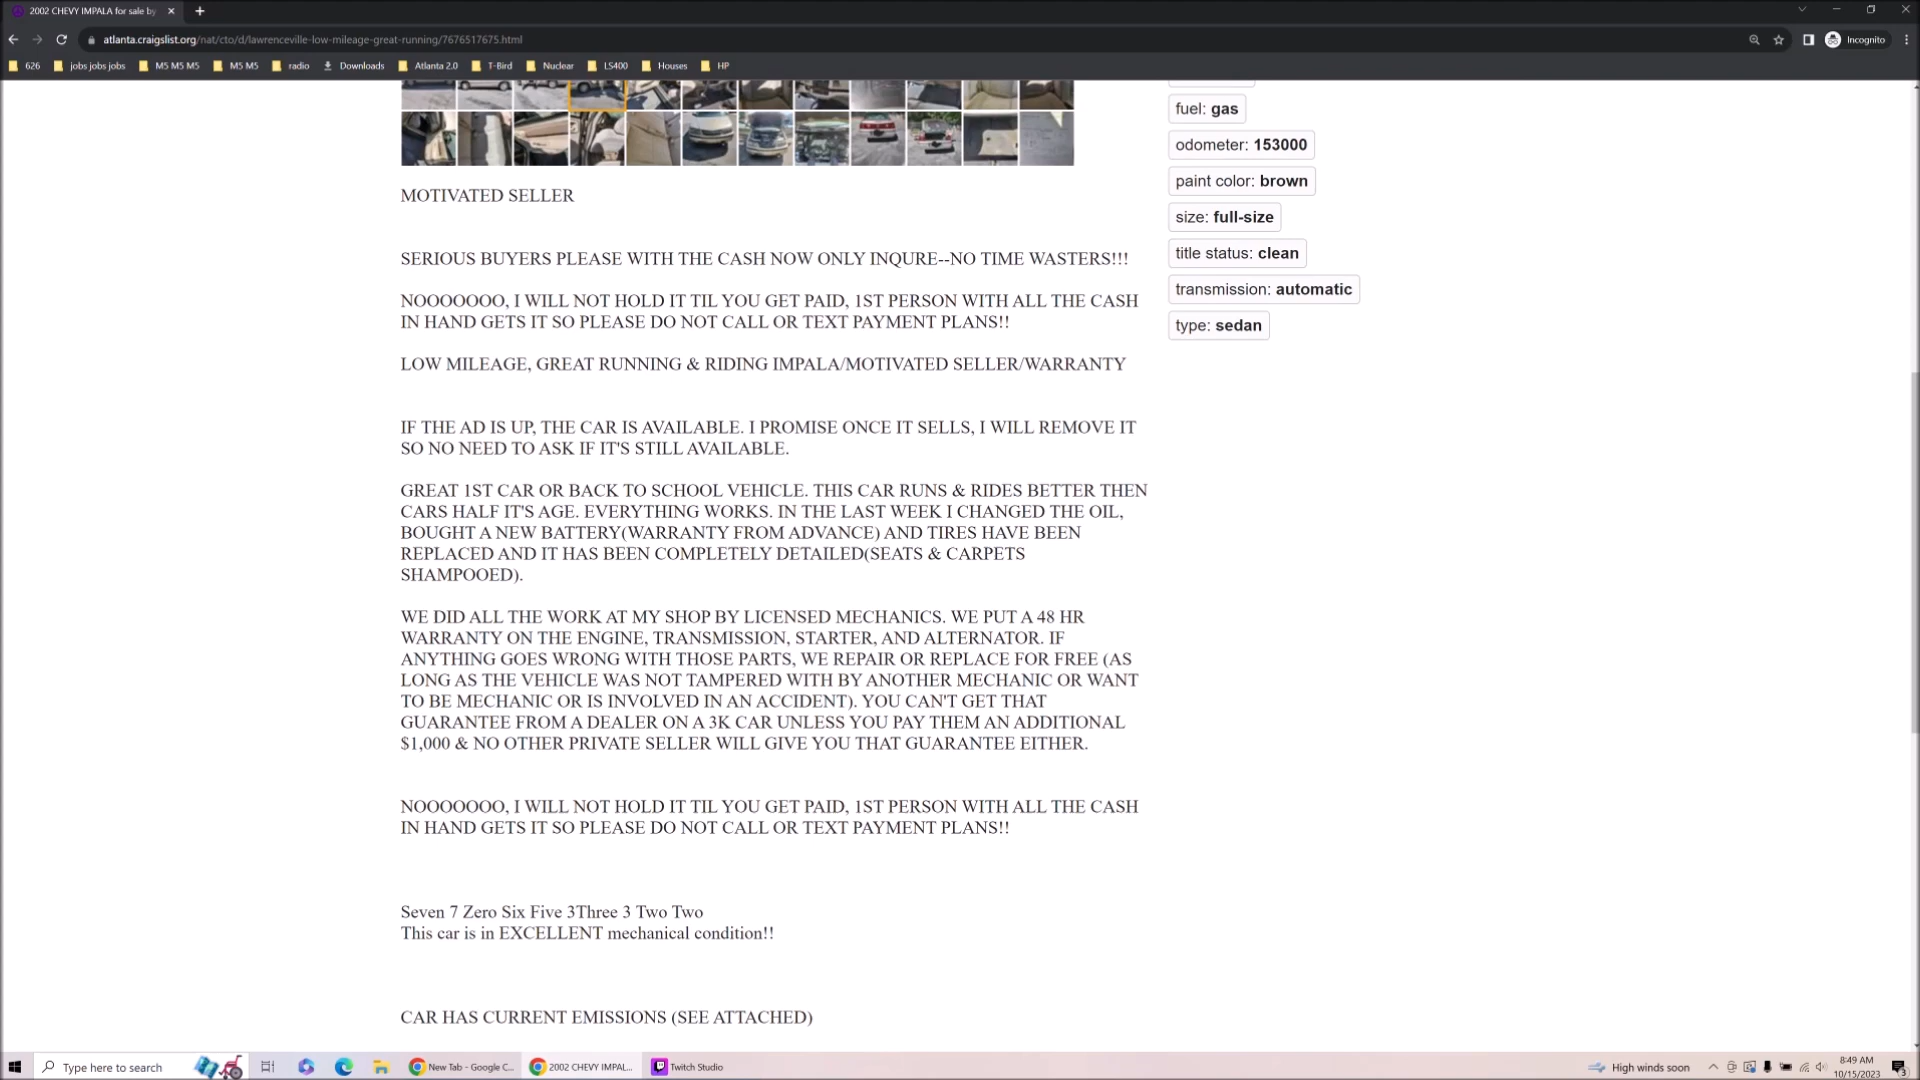 2002 CHEVY IMPALA for sale by
atlanta.craigslist.org/nat/cto/d/lawrenceville-low-mileage-great-running/7676517675.html
Incognito
626 jobs jobs jobs M5 M5 M5 M5 M5 radio Downloads Atlanta 2.0 T-Bird Nuclear LS400 Houses HP
fuel: gas
odometer: 153000
paint color: brown
size: full-size
title status: clean
transmission: automatic
type: sedan
MOTIVATED SELLER
SERIOUS BUYERS PLEASE WITH THE CASH NOW ONLY INQURE--NO TIME WASTERS!!!
NOOOOOOO, I WILL NOT HOLD IT TIL YOU GET PAID, 1ST PERSON WITH ALL THE CASH
IN HAND GETS IT SO PLEASE DO NOT CALL OR TEXT PAYMENT PLANS!!
LOW MILEAGE, GREAT RUNNING & RIDING IMPALA/MOTIVATED SELLER/WARRANTY
IF THE AD IS UP, THE CAR IS AVAILABLE. I PROMISE ONCE IT SELLS, I WILL REMOVE IT
SO NO NEED TO ASK IF IT'S STILL AVAILABLE.
GREAT 1ST CAR OR BACK TO SCHOOL VEHICLE. THIS CAR RUNS & RIDES BETTER THEN
CARS HALF IT'S AGE. EVERYTHING WORKS. IN THE LAST WEEK I CHANGED THE OIL,
BOUGHT A NEW BATTERY(WARRANTY FROM ADVANCE) AND TIRES HAVE BEEN
REPLACED AND IT HAS BEEN COMPLETELY DETAILED(SEATS & CARPETS
SHAMPOOED).
WE DID ALL THE WORK AT MY SHOP BY LICENSED MECHANICS. WE PUT A 48 HR
WARRANTY ON THE ENGINE, TRANSMISSION, STARTER, AND ALTERNATOR. IF
ANYTHING GOES WRONG WITH THOSE PARTS, WE REPAIR OR REPLACE FOR FREE (AS
LONG AS THE VEHICLE WAS NOT TAMPERED WITH BY ANOTHER MECHANIC OR WANT
TO BE MECHANIC OR IS INVOLVED IN AN ACCIDENT). YOU CAN'T GET THAT
GUARANTEE FROM A DEALER ON A 3K CAR UNLESS YOU PAY THEM AN ADDITIONAL
$1,000 & NO OTHER PRIVATE SELLER WILL GIVE YOU THAT GUARANTEE EITHER.
NOOOOOOO, I WILL NOT HOLD IT TIL YOU GET PAID, 1ST PERSON WITH ALL THE CASH
IN HAND GETS IT SO PLEASE DO NOT CALL OR TEXT PAYMENT PLANS!!
Seven 7 Zero Six Five 3Three 3 Two Two
This car is in EXCELLENT mechanical condition!!
CAR HAS CURRENT EMISSIONS (SEE ATTACHED)
Type here to search
New Tab - Google C...
2002 CHEVY IMPAL...
Twitch Studio
High winds soon
8:49 AM
10/15/2023
3